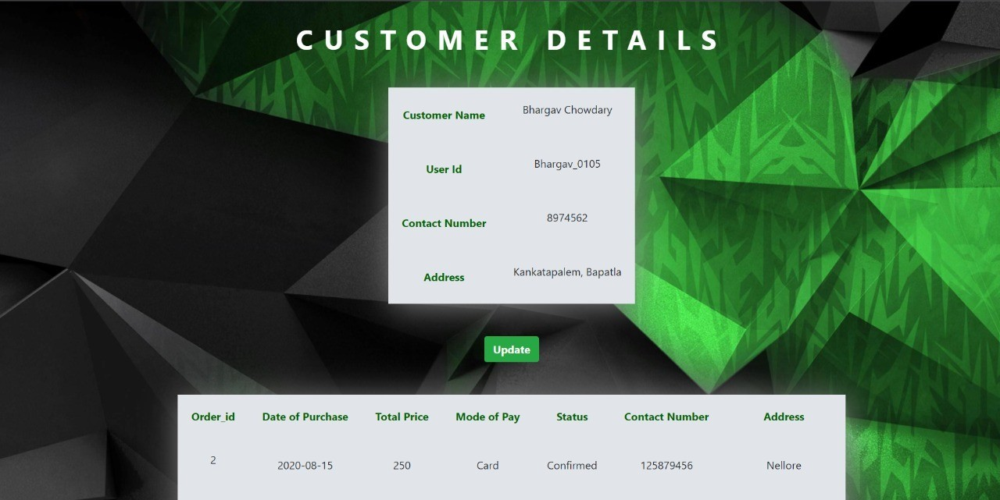 CUSTOMER DETAILS
Customer Name Bhargav Chowdary
User Id Bhargav_0105
Contact Number 8974562
Address Kankatapalem, Bapatla
Update
Order_id Date of Purchase Total Price Mode of Pay Status Contact Number Address
2 2020-08-15 250 Card Confirmed 125879456 Nellore